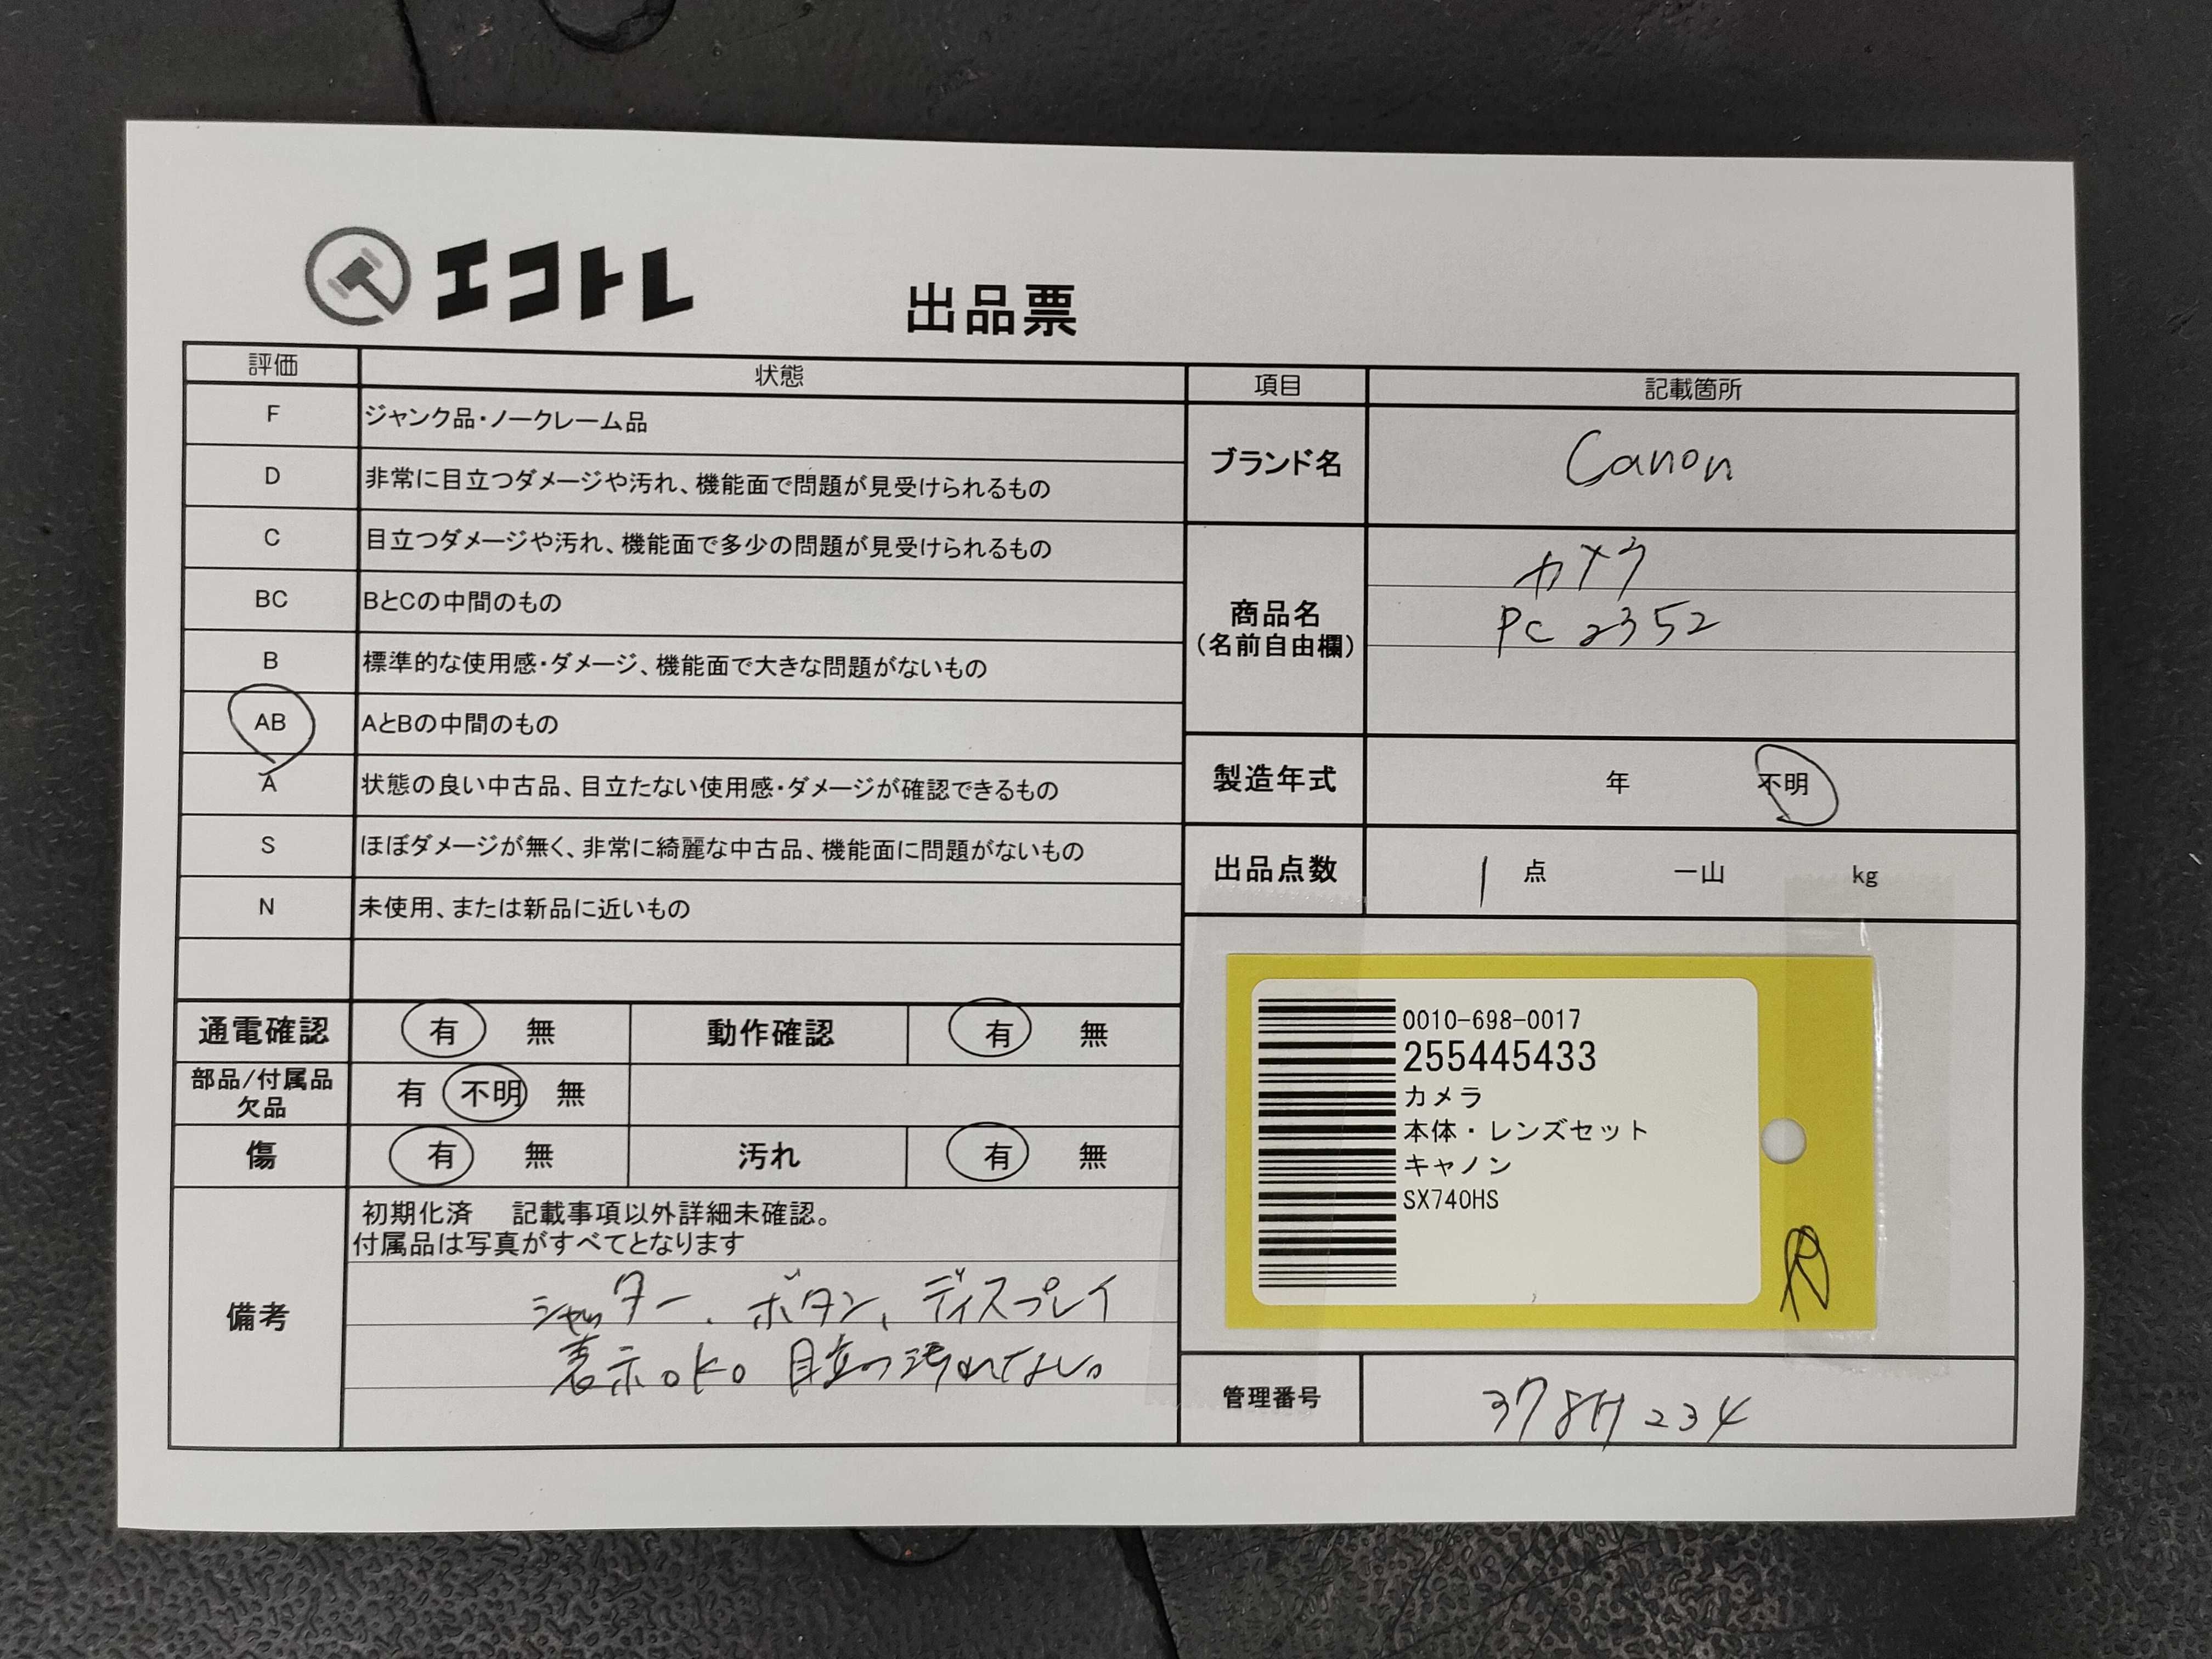 エコトレ
出品票
評価 状態
F ジャンク品・ノークレーム品
D 非常に目立つダメージや汚れ、機能面で問題が見受けられるもの
C 目立つダメージや汚れ、機能面で多少の問題が見受けられるもの
BC BとCの中間のもの
B 標準的な使用感・ダメージ、機能面で大きな問題がないもの
AB AとBの中間のもの
A 状態の良い中古品、目立たない使用感・ダメージが確認できるもの
S ほぼダメージが無く、非常に綺麗な中古品、機能面に問題がないもの
N 未使用、または新品に近いもの
通電確認 有 無 動作確認 有 無
部品/付属品 欠品 有 不明 無
傷 有 無 汚れ 有 無
備考
初期化済 記載事項以外詳細未確認。
付属品は写真がすべてとなります
シャッター、ボタン、ディスプレイ
表示ok。目立つ汚れなし。
項目 記載箇所
ブランド名 Canon
商品名
(名前自由欄)
カメラ
PC 2352
製造年式 年 不明
出品点数 1 点 一山 kg
0010-698-0017
255445433
カメラ
本体・レンズセット
キャノン
SX740HS
管理番号